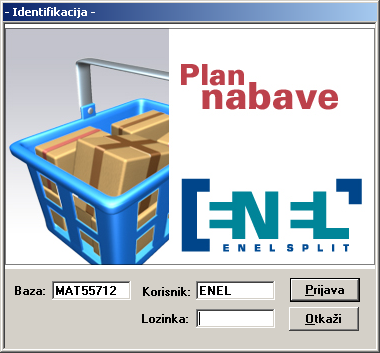 - Identifikacija -
Plan
nabave
[ENEL]
ENEL SPLIT
Baza: MAT55712 Korisnik: ENEL Prijava
Lozinka: Otkaži